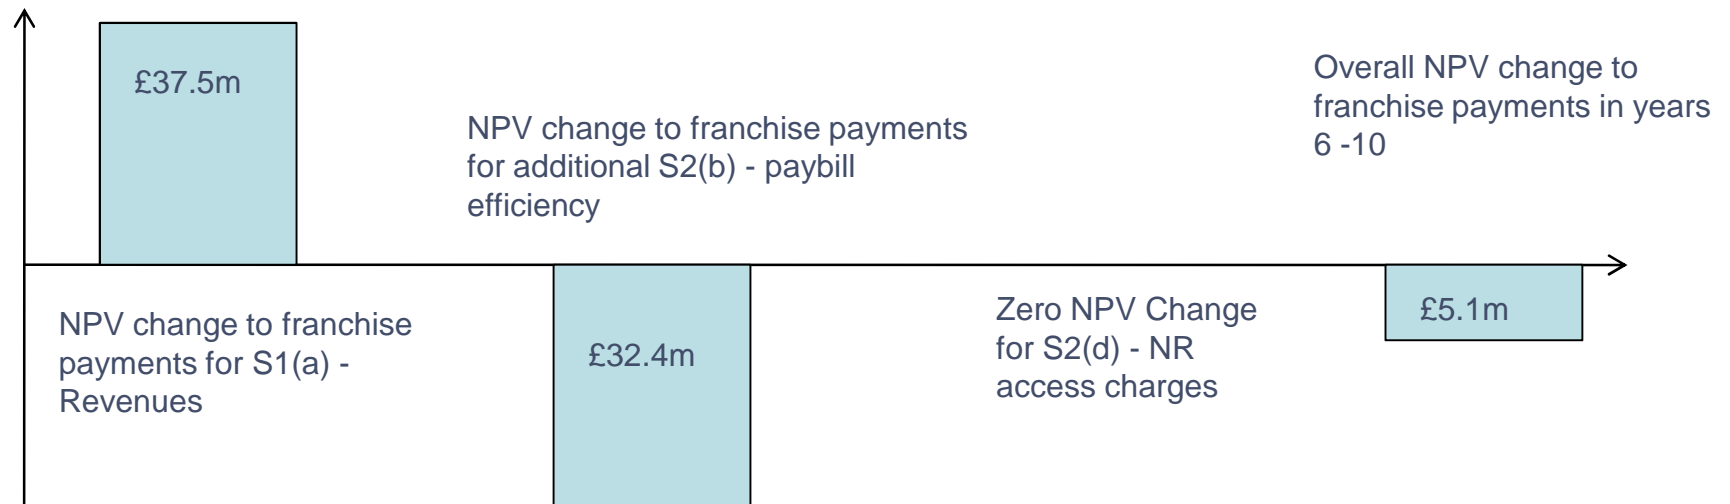 £37.5m
NPV change to franchise
payments for S1(a) -
Revenues
NPV change to franchise payments
for additional S2(b) - paybill
efficiency
£32.4m
Zero NPV Change
for S2(d) - NR
access charges
Overall NPV change to
franchise payments in years
6 -10
£5.1m